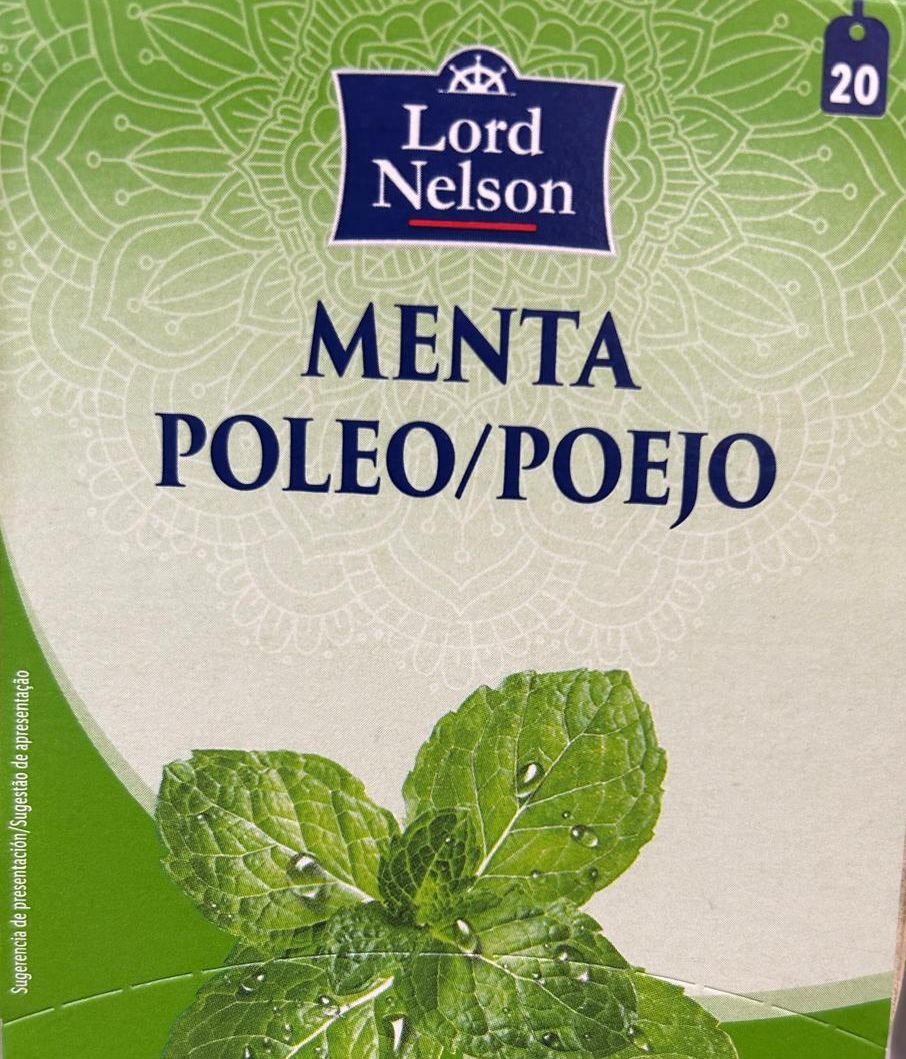 20
Lord
Nelson
MENTA
POLEO/POEJO
Sugerencia de presentación/Sugestão de apresentação